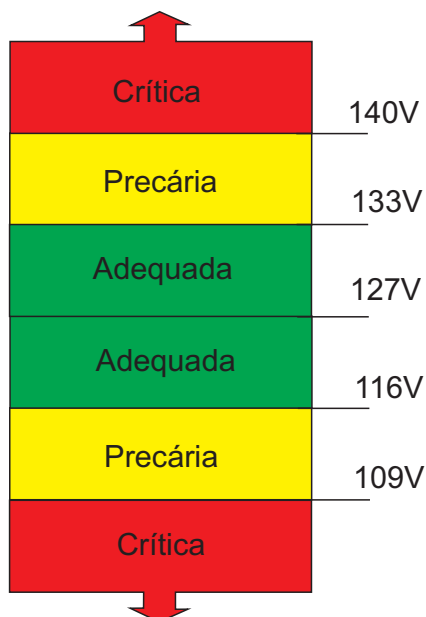 Crítica
140V
Precária
133V
Adequada
127V
Adequada
116V
Precária
109V
Crítica